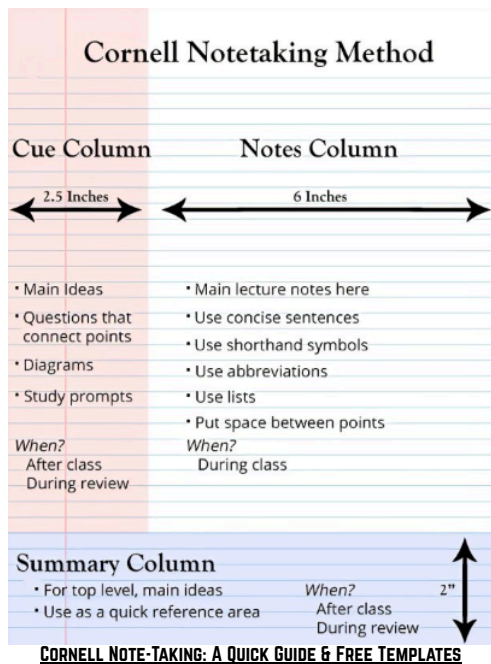 Cornell Notetaking Method
Cue Column
2.5 Inches
• Main Ideas
• Questions that
connect points
• Diagrams
• Study prompts
When?
After class
During review
Notes Column
6 Inches
• Main lecture notes here
• Use concise sentences
• Use shorthand symbols
• Use abbreviations
• Use lists
• Put space between points
When?
During class
Summary Column
• For top level, main ideas
• Use as a quick reference area
When?
After class
During review
2”
Cornell Note-Taking: A Quick Guide & Free Templates